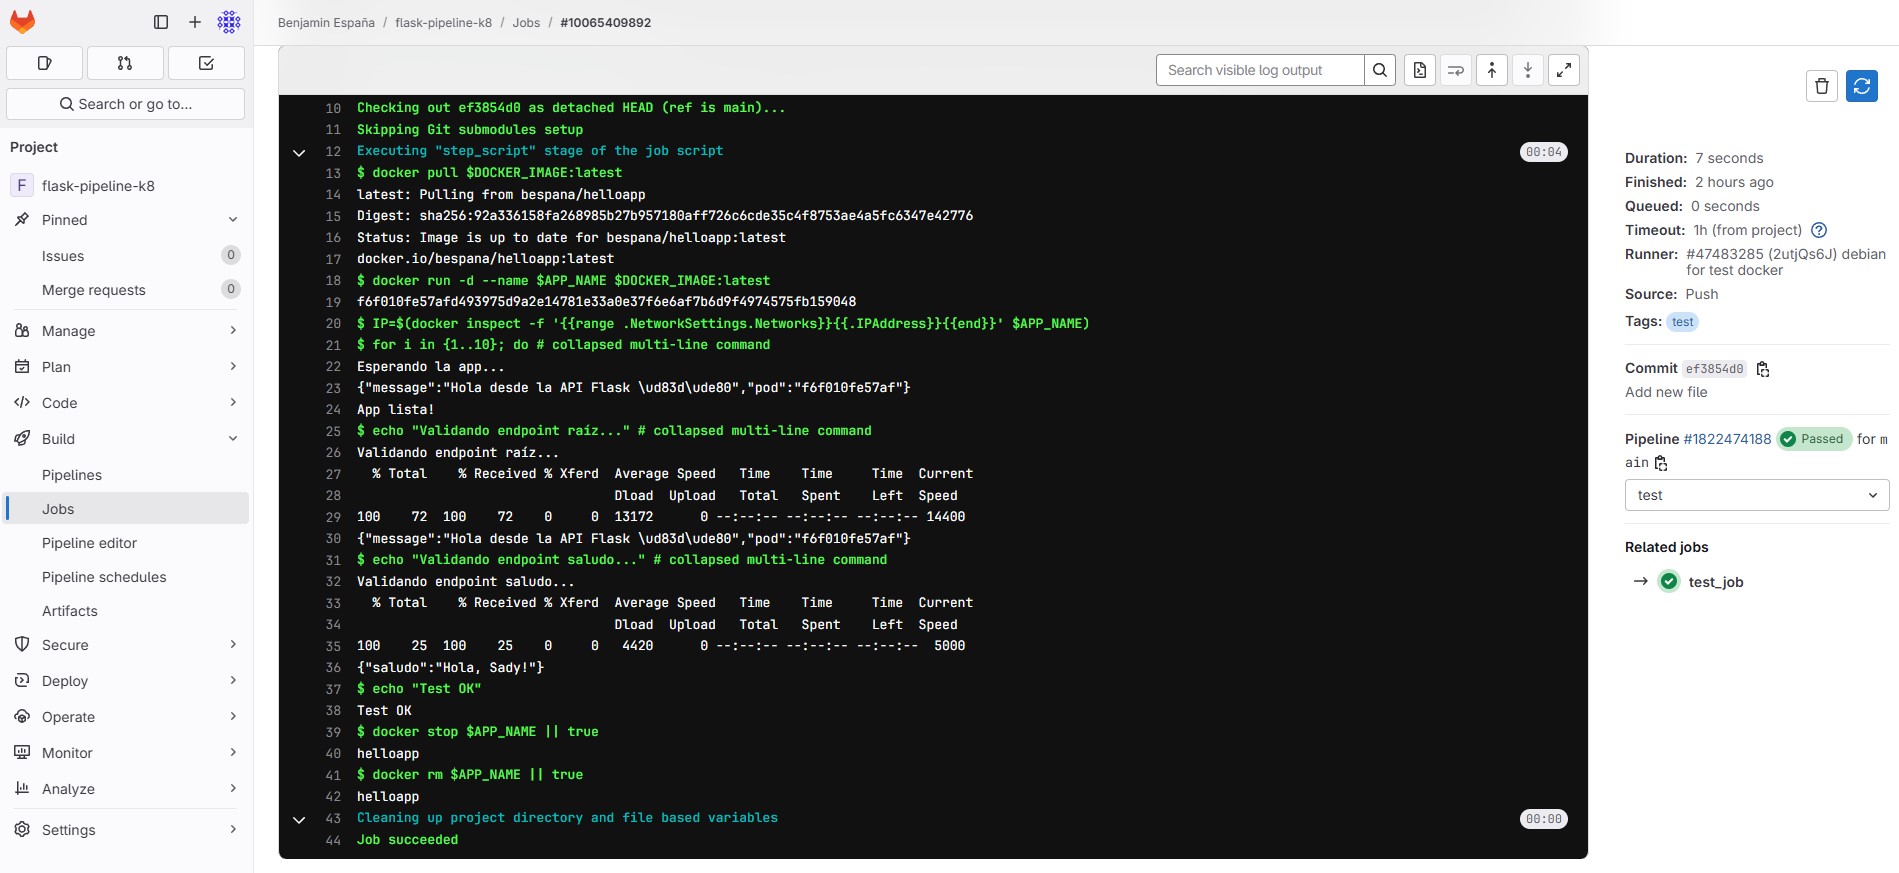 Benjamin España / flask-pipeline-k8 / Jobs / #10065409892
Search or go to...
Project
F flask-pipeline-k8
Pinned
Issues 0
Merge requests 0
Manage
Plan
Code
Build
Pipelines
Jobs
Pipeline editor
Pipeline schedules
Artifacts
Secure
Deploy
Operate
Monitor
Analyze
Settings
Search visible log output
10 Checking out ef3854d0 as detached HEAD (ref is main)...
11 Skipping Git submodules setup
12 Executing "step_script" stage of the job script 00:04
13 $ docker pull $DOCKER_IMAGE:latest
14 latest: Pulling from bespana/helloapp
15 Digest: sha256:92a336158fa268985b27b957180aff726c6cde35c4f8753ae4a5fc6347e42776
16 Status: Image is up to date for bespana/helloapp:latest
17 docker.io/bespana/helloapp:latest
18 $ docker run -d --name $APP_NAME $DOCKER_IMAGE:latest
19 f6f010fe57afd493975d9a2e14781e33a0e37f6e6af7b6d9f4974575fb159048
20 $ IP=$(docker inspect -f '{{range .NetworkSettings.Networks}}{{.IPAddress}}{{end}}' $APP_NAME)
21 $ for i in {1..10}; do # collapsed multi-line command
22 Esperando la app...
23 {"message":"Hola desde la API Flask \ud83d\ude80","pod":"f6f010fe57af"}
24 App lista!
25 $ echo "Validando endpoint raíz..." # collapsed multi-line command
26 Validando endpoint raíz...
27 % Total % Received % Xferd Average Speed Time Time Time Current
28 Dload Upload Total Spent Left Speed
29 100 72 100 72 0 0 13172 0 --:--:-- --:--:-- --:--:-- 14400
30 {"message":"Hola desde la API Flask \ud83d\ude80","pod":"f6f010fe57af"}
31 $ echo "Validando endpoint saludo..." # collapsed multi-line command
32 Validando endpoint saludo...
33 % Total % Received % Xferd Average Speed Time Time Time Current
34 Dload Upload Total Spent Left Speed
35 100 25 100 25 0 0 4420 0 --:--:-- --:--:-- --:--:-- 5000
36 {"saludo":"Hola, Sady!"}
37 $ echo "Test OK"
38 Test OK
39 $ docker stop $APP_NAME || true
40 helloapp
41 $ docker rm $APP_NAME || true
42 helloapp
43 Cleaning up project directory and file based variables 00:00
44 Job succeeded
Duration: 7 seconds
Finished: 2 hours ago
Queued: 0 seconds
Timeout: 1h (from project)
Runner: #47483285 (2utjQs6J) debian
for test docker
Source: Push
Tags: test
Commit ef3854d0
Add new file
Pipeline #1822474188 Passed for m
ain
test
Related jobs
test_job